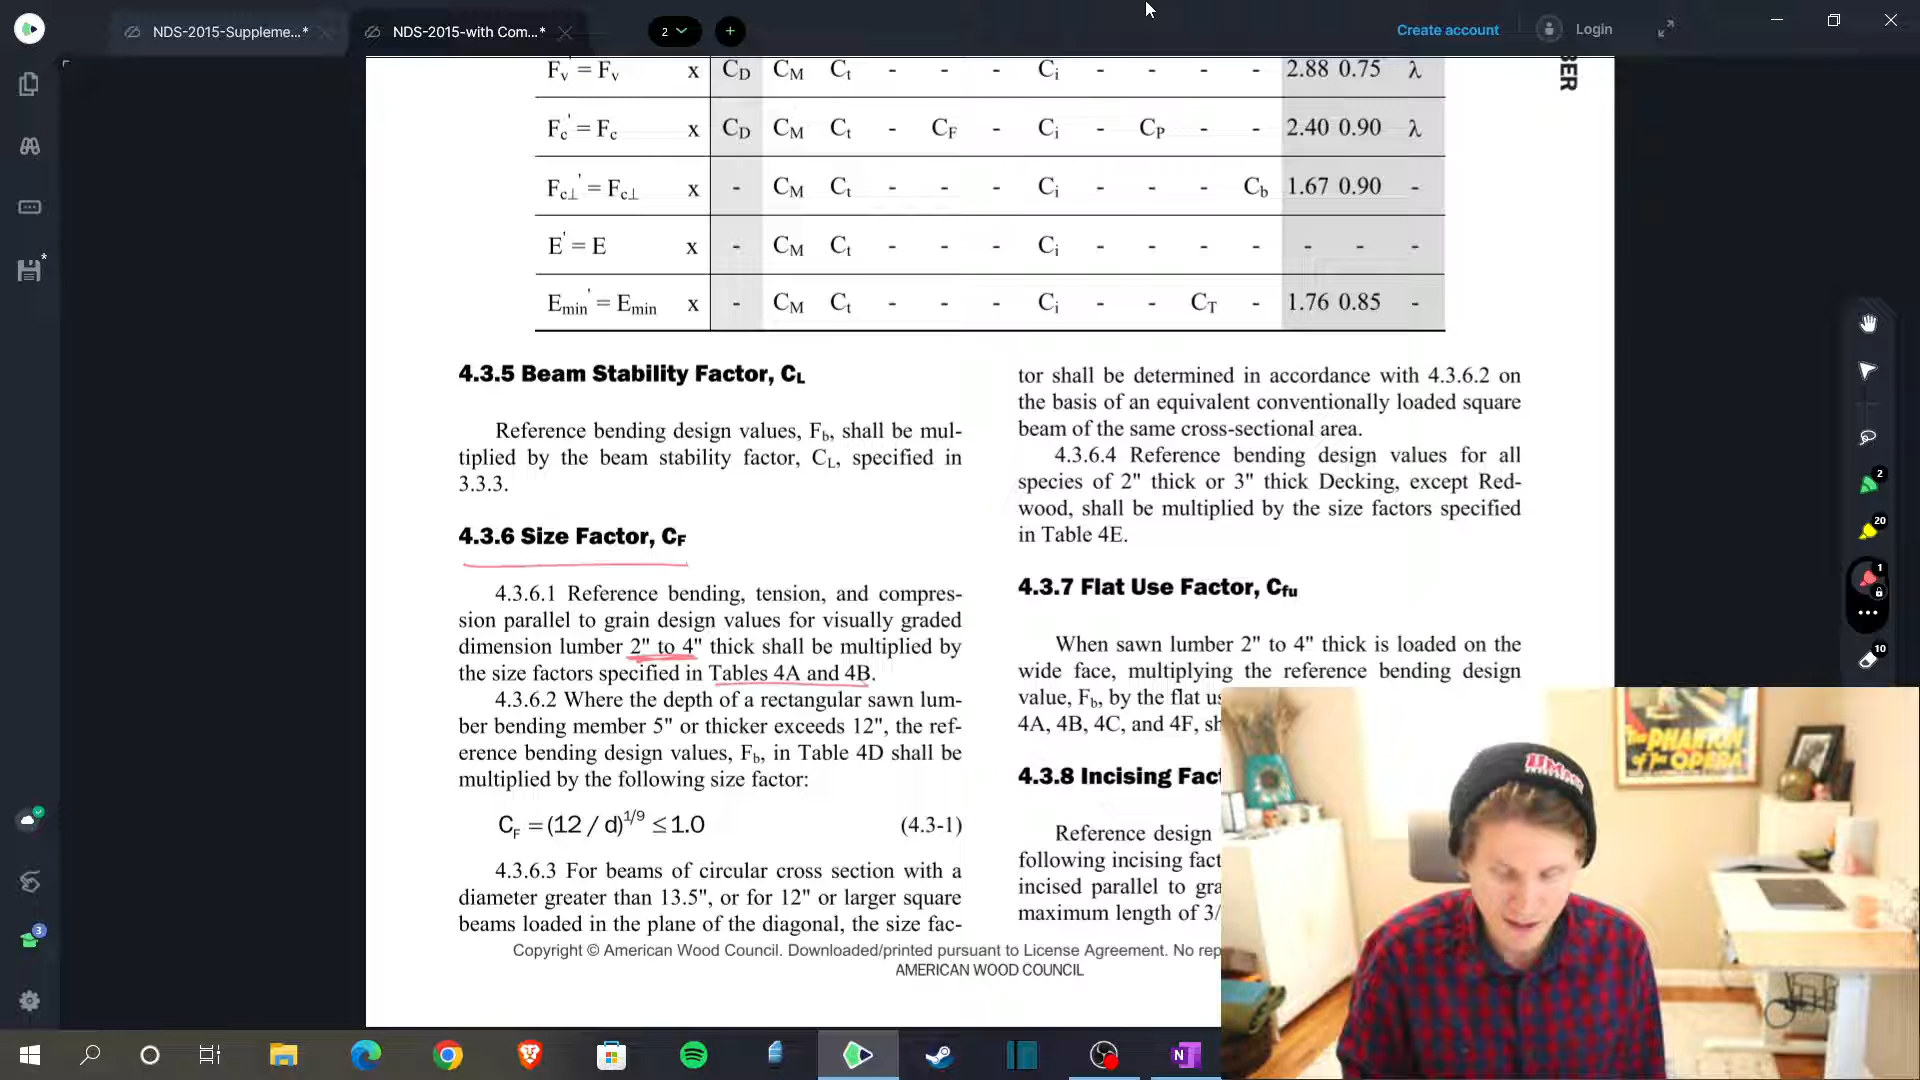 NDS-2015-Suppleme...*
NDS-2015-with Com...*
2
Create account
Login
Fv' = Fv x CD CM Ct - - - Ci - - - - 2.88 0.75 λ
Fc' = Fc x CD CM Ct - CF - Ci - CP - - 2.40 0.90 λ
Fc⊥' = Fc⊥ x - CM Ct - - - Ci - - - Cb 1.67 0.90 -
E' = E x - CM Ct - - - Ci - - - - - - -
Emin' = Emin x - CM Ct - - - Ci - - CT - 1.76 0.85 -
4.3.5 Beam Stability Factor, CL
Reference bending design values, Fb, shall be mul-
tiplied by the beam stability factor, CL, specified in
3.3.3.
4.3.6 Size Factor, CF
4.3.6.1 Reference bending, tension, and compres-
sion parallel to grain design values for visually graded
dimension lumber 2" to 4" thick shall be multiplied by
the size factors specified in Tables 4A and 4B.
4.3.6.2 Where the depth of a rectangular sawn lum-
ber bending member 5" or thicker exceeds 12", the ref-
erence bending design values, Fb, in Table 4D shall be
multiplied by the following size factor:
CF = (12 / d)^1/9 ≤ 1.0 (4.3-1)
4.3.6.3 For beams of circular cross section with a
diameter greater than 13.5", or for 12" or larger square
beams loaded in the plane of the diagonal, the size fac-
tor shall be determined in accordance with 4.3.6.2 on
the basis of an equivalent conventionally loaded square
beam of the same cross-sectional area.
4.3.6.4 Reference bending design values for all
species of 2" thick or 3" thick Decking, except Red-
wood, shall be multiplied by the size factors specified
in Table 4E.
4.3.7 Flat Use Factor, Cfu
When sawn lumber 2" to 4" thick is loaded on the
wide face, multiplying the reference bending design
value, Fb, by the flat
4A, 4B, 4C, and 4F,
4.3.8 Incising
Reference design
following incising
incised parallel to
maximum length of
Copyright © American Wood Council. Downloaded/printed pursuant to License Agreement. No
AMERICAN WOOD COUNCIL
2
20
1
10
3
The
PHANTOM
of The OPERA
UMass
N